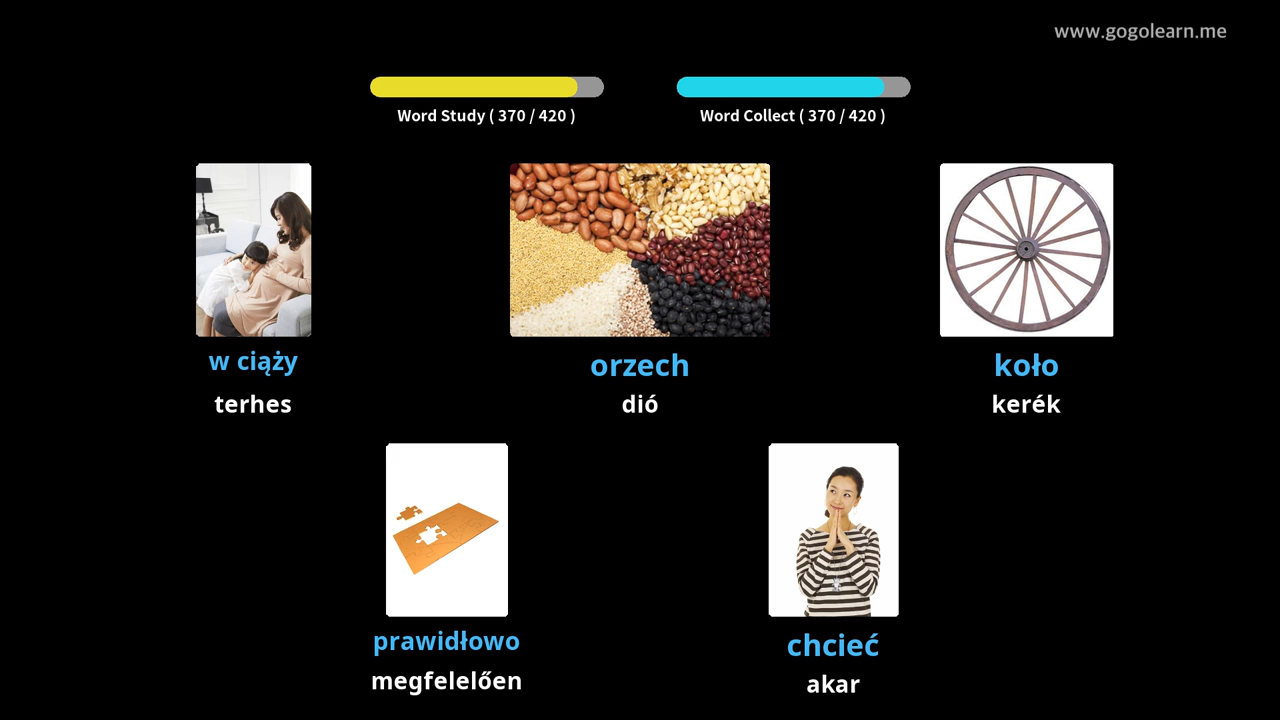 www.gogolearn.me
Word Study ( 370 / 420 )
Word Collect ( 370 / 420 )
w ciąży
terhes
orzech
dió
koło
kerék
prawidłowo
megfelelően
chcieć
akar